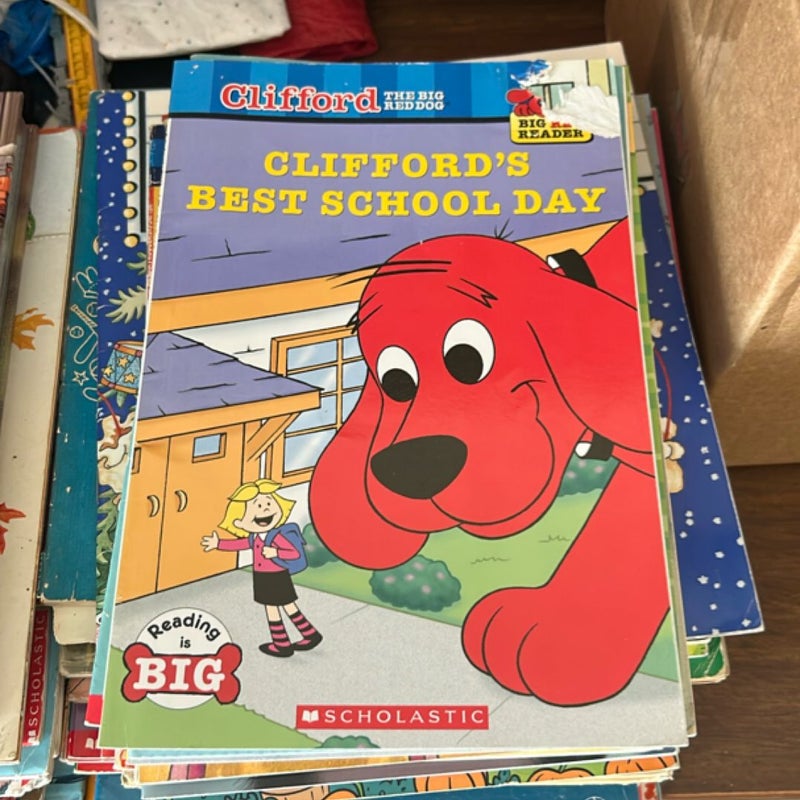 Clifford THE BIG
RED DOG
BIG
READER
CLIFFORD'S
BEST SCHOOL DAY
Reading
is
BIG
SCHOLASTIC
SCHOLASTIC